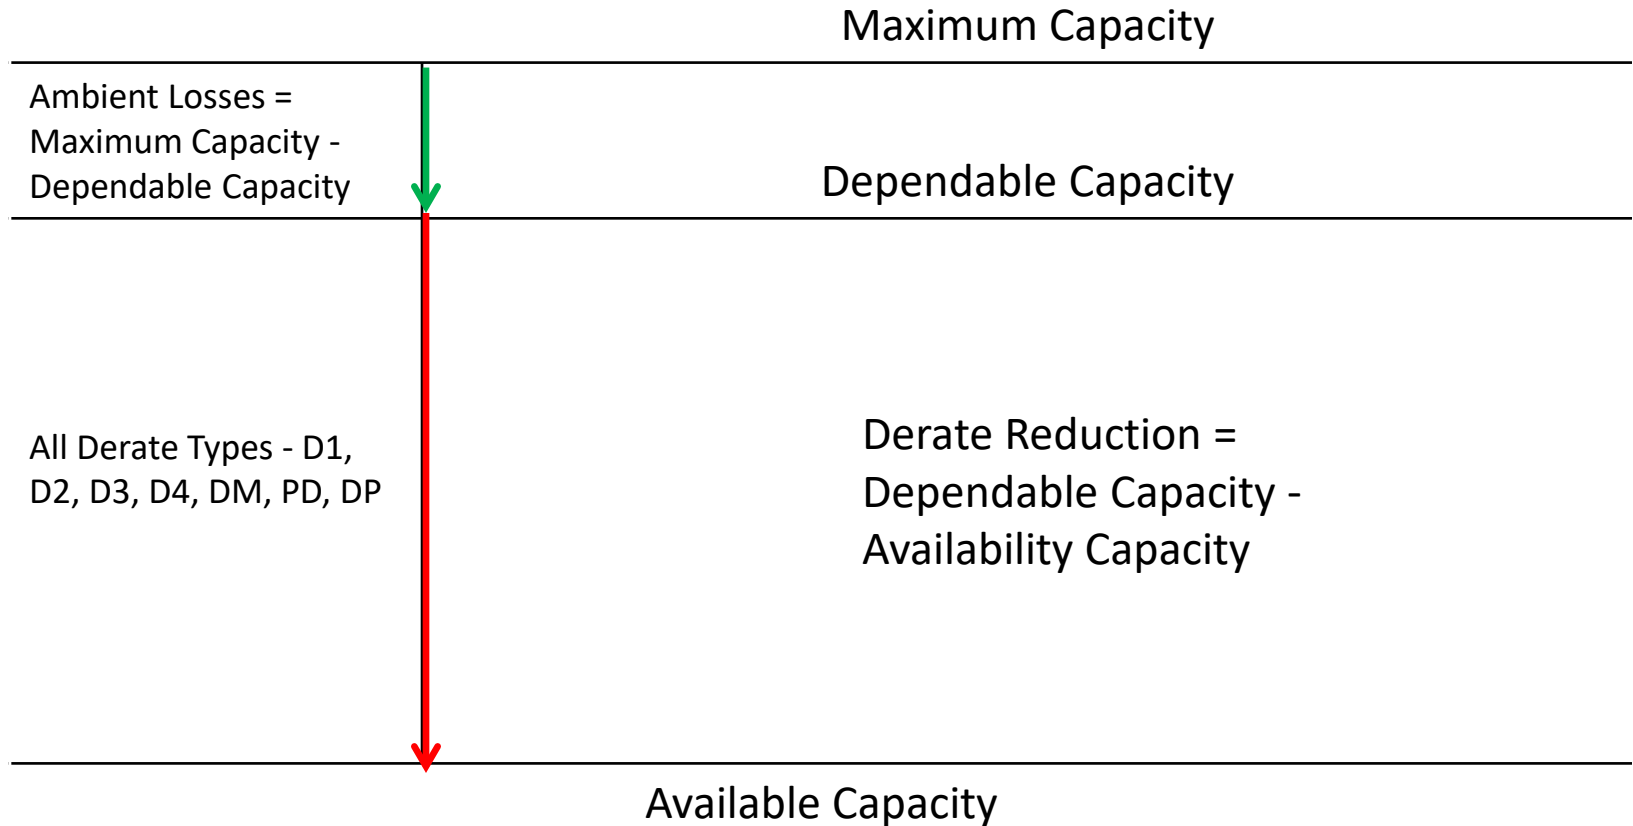 Maximum Capacity
Ambient Losses =
Maximum Capacity -
Dependable Capacity
Dependable Capacity
All Derate Types - D1,
D2, D3, D4, DM, PD, DP
Derate Reduction =
Dependable Capacity -
Availability Capacity
Available Capacity